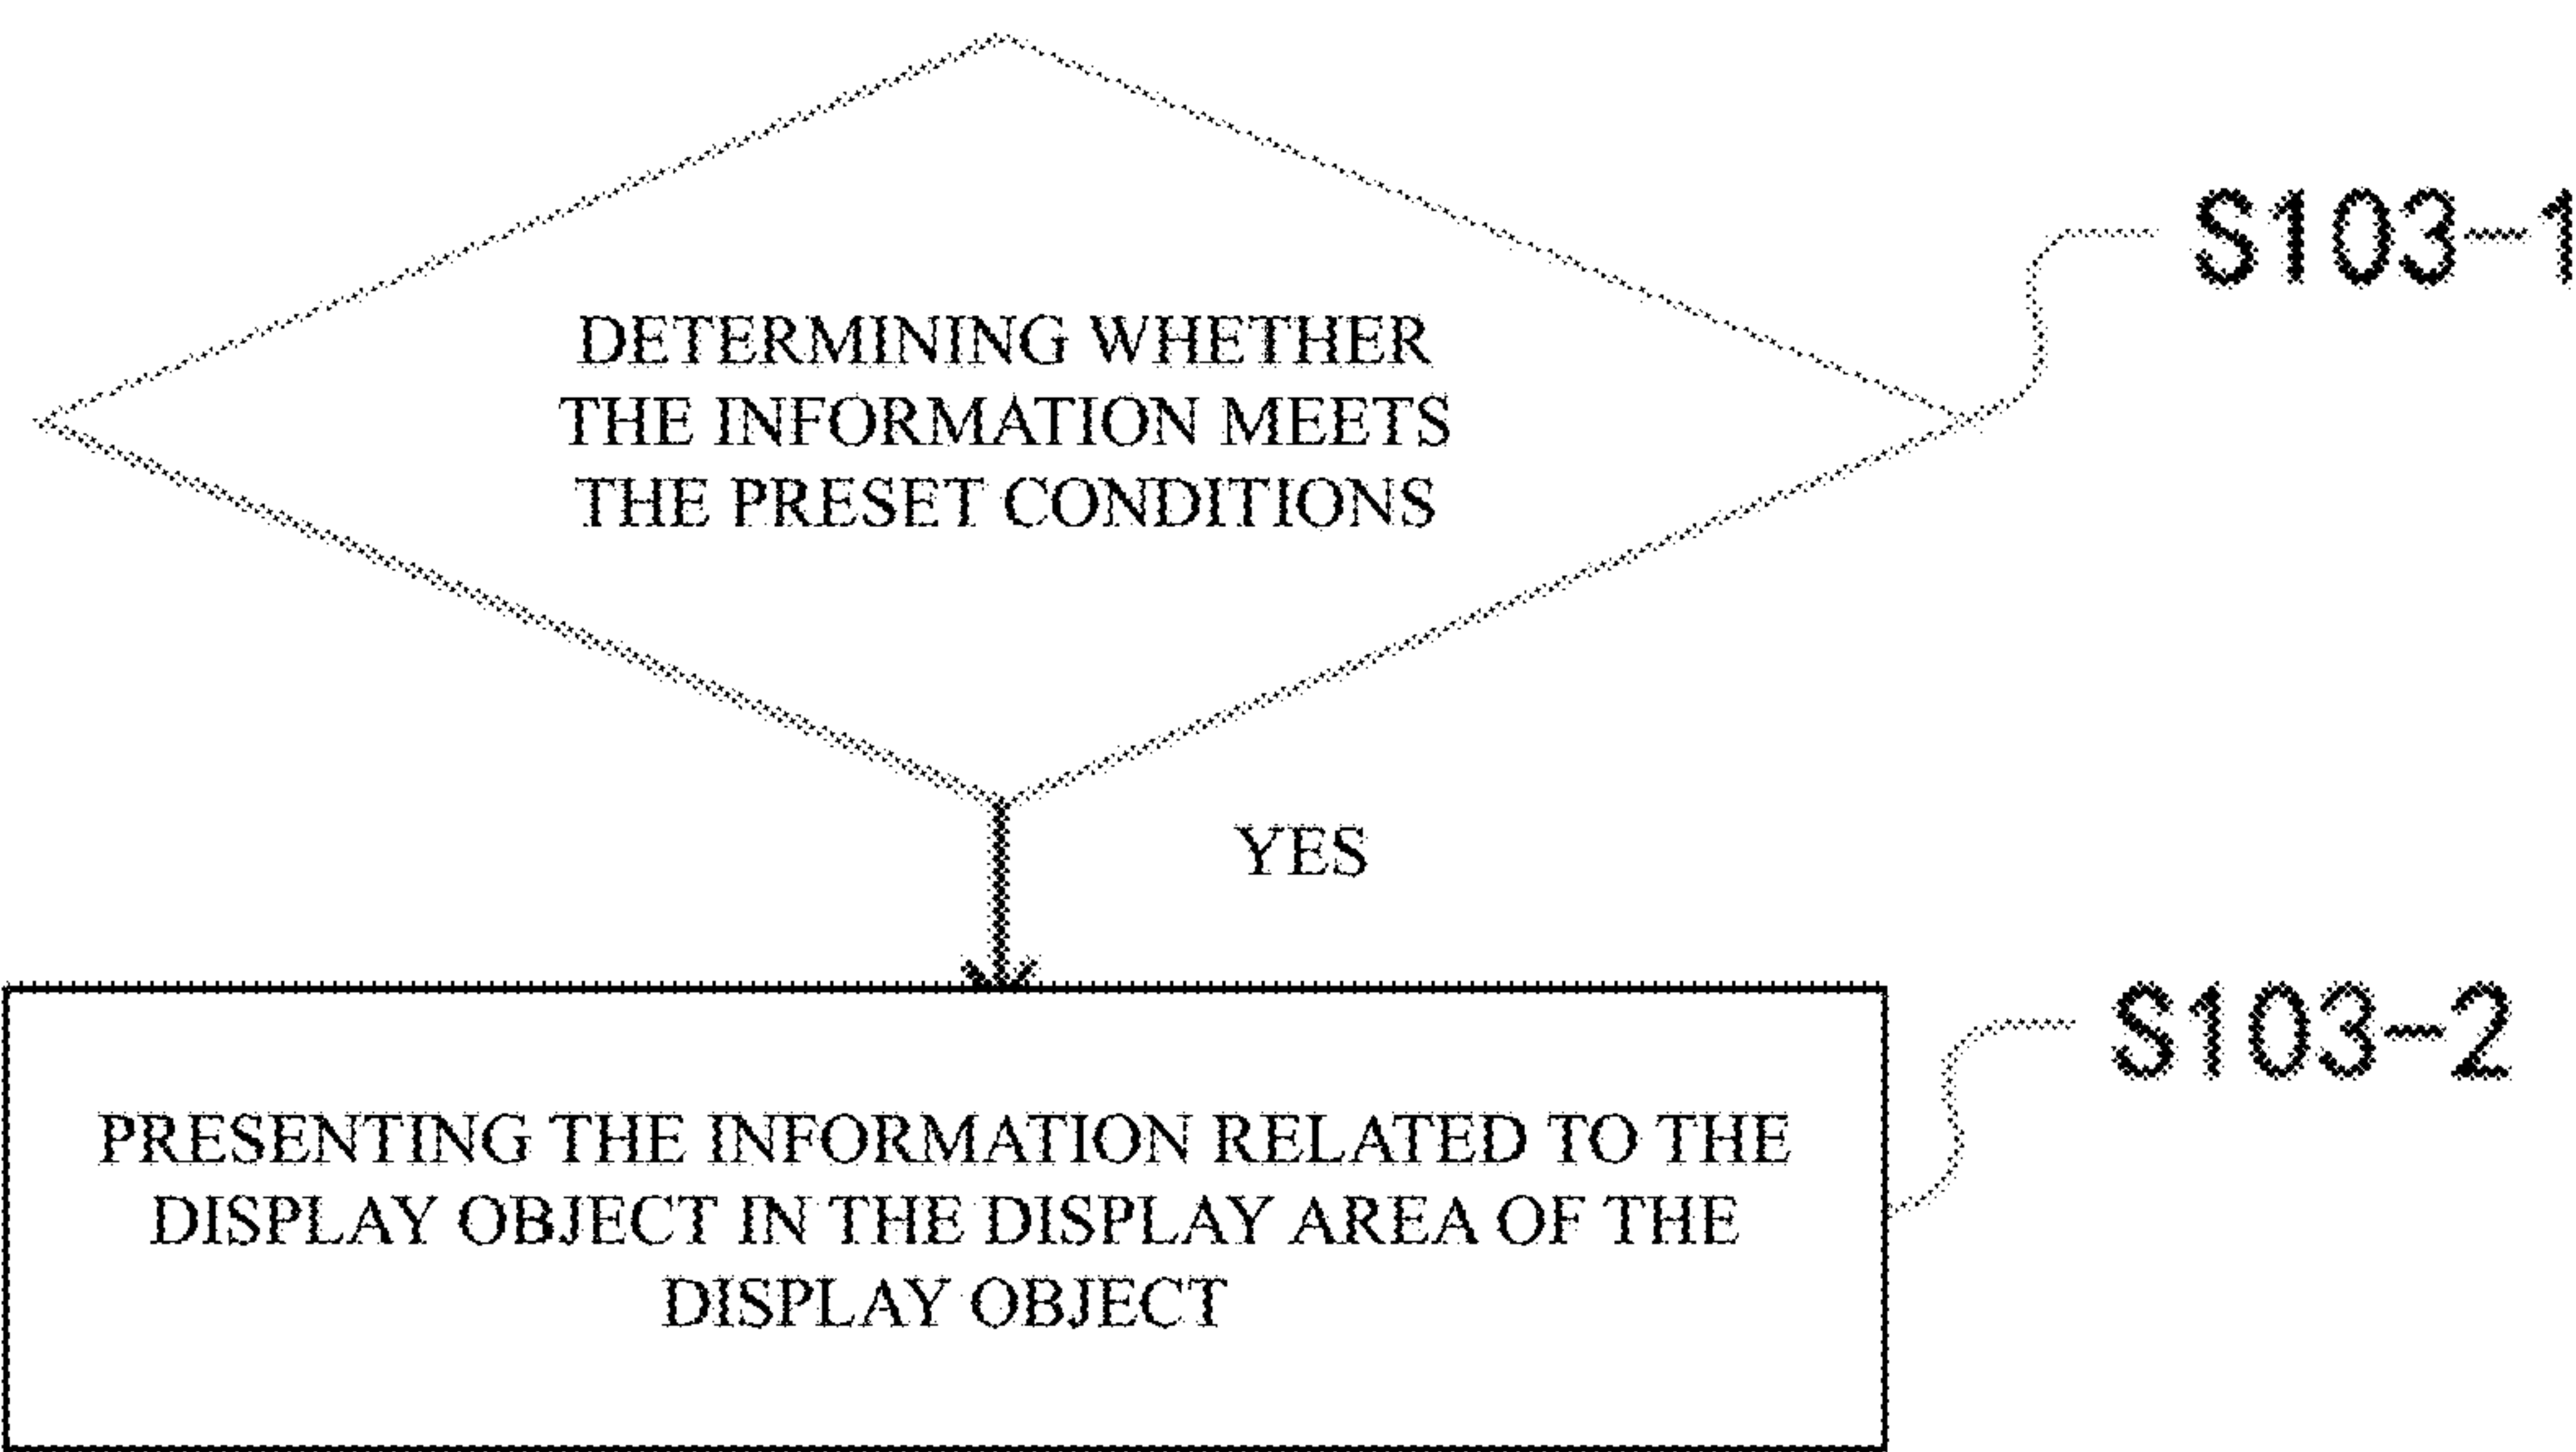 S103-1
DETERMINING WHETHER
THE INFORMATION MEETS
THE PRESET CONDITIONS
YES
S103-2
PRESENTING THE INFORMATION RELATED TO THE
DISPLAY OBJECT IN THE DISPLAY AREA OF THE
DISPLAY OBJECT